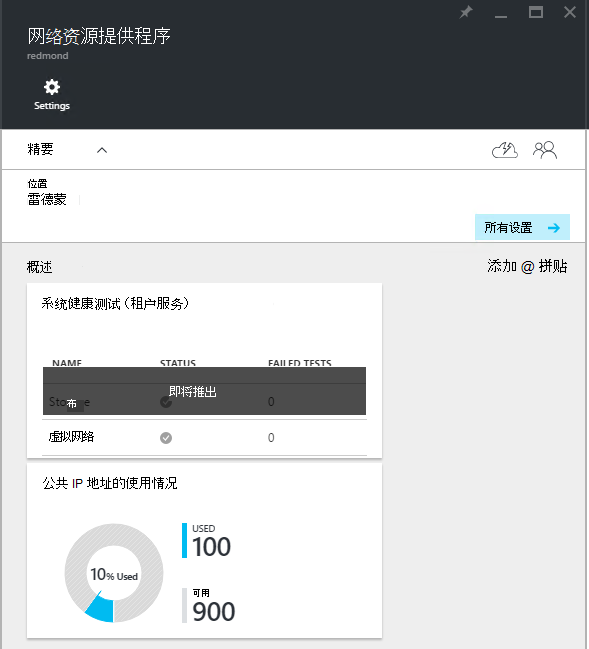 网络资源提供程序
redmond
Settings
精要
位置
雷德蒙
所有设置
概述
添加 @ 拼贴
系统健康测试（租户服务）
NAME STATUS FAILED TESTS
即将推出
布 0
虚拟网络 0
公共 IP 地址的使用情况
USED
100
10% Used
可用
900